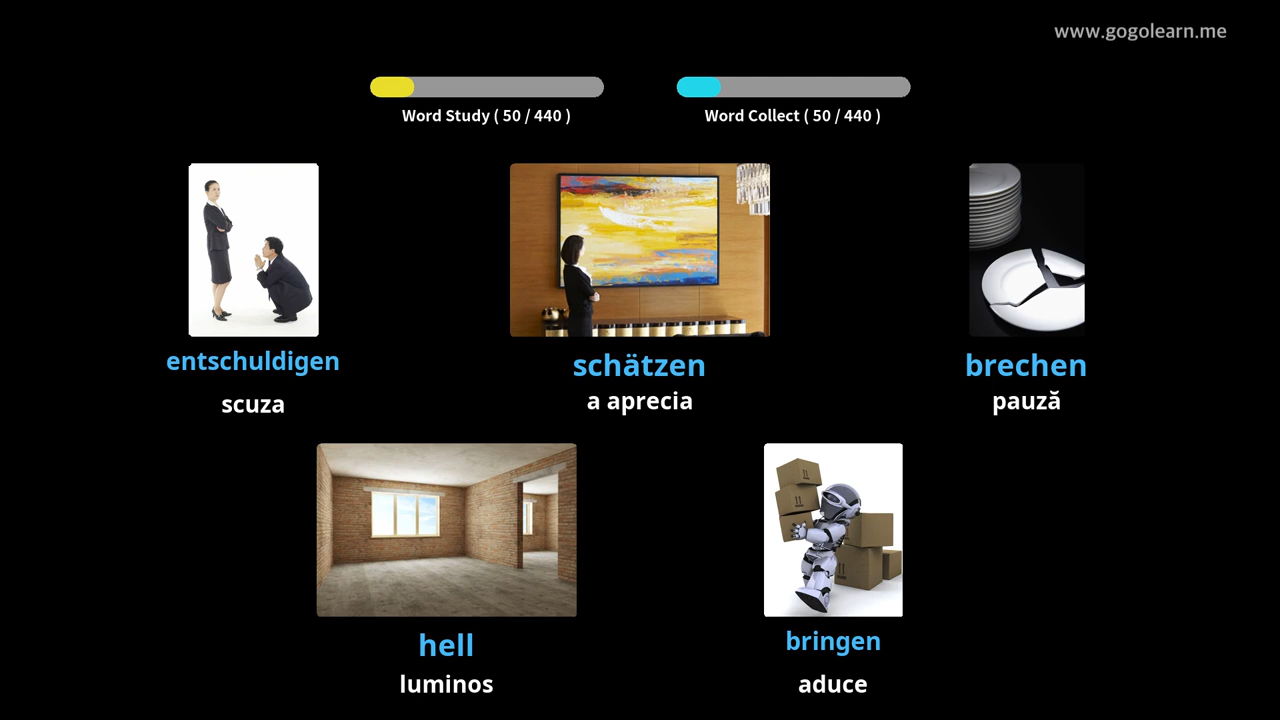 www.gogolearn.me
Word Study ( 50 / 440 )
Word Collect ( 50 / 440 )
entschuldigen
scuza
schätzen
a aprecia
brechen
pauză
hell
luminos
bringen
aduce